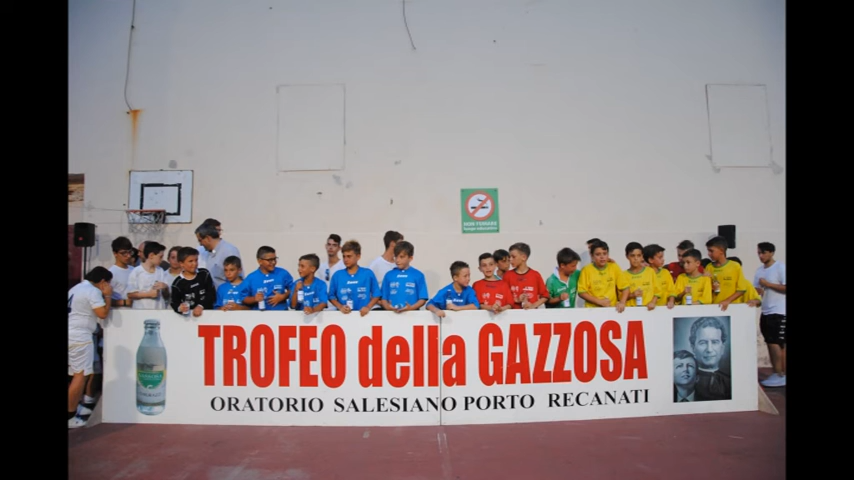 TROFEO della GAZZOSA
ORATORIO SALESIANO PORTO RECANATI